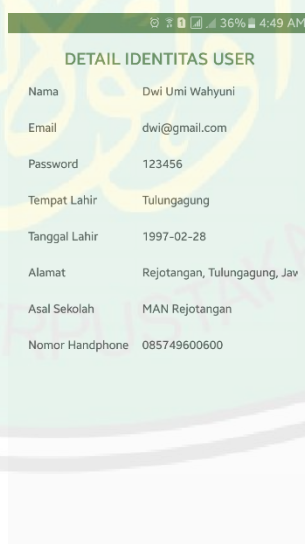 36% 4:49 AM
DETAIL IDENTITAS USER
Nama Dwi Umi Wahyuni
Email dwi@gmail.com
Password 123456
Tempat Lahir Tulungagung
Tanggal Lahir 1997-02-28
Alamat Rejotangan, Tulungagung, Jaw
Asal Sekolah MAN Rejotangan
Nomor Handphone 085749600600